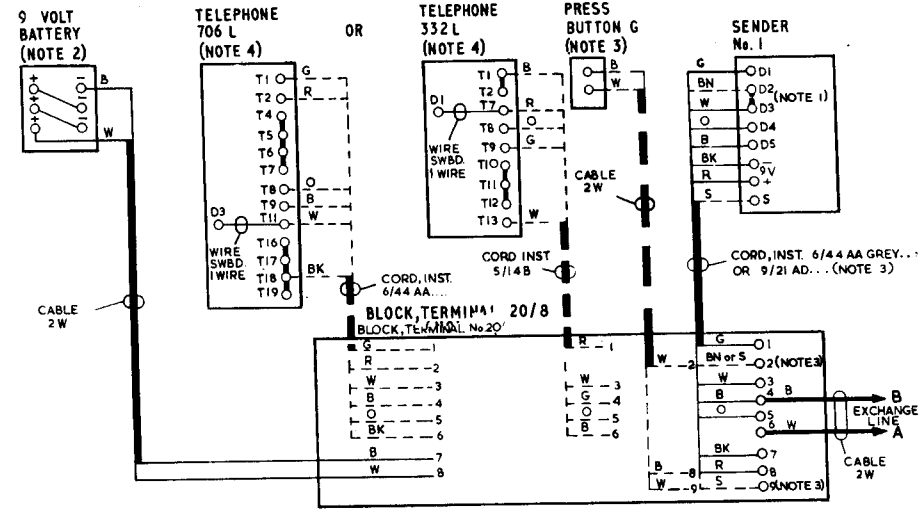 9 VOLT
BATTERY
(NOTE 2)
+ −
+ −
+ −
B
W
CABLE
2W
TELEPHONE
706 L
(NOTE 4)
OR
T1 G
T2 R
T4
T5
T6
T7
T8 O
T9 B
D3 T11 W
WIRE
SWBD.
1 WIRE
T16
T17
T18 BK
T19
CORD, INST.
6/44 AA....
TELEPHONE
332 L
(NOTE 4)
T1 B
T2
D1 T7 R
T8 O
T9 G
WIRE
SWBD.
1 WIRE
T10
T11
T12
T13 W
CORD INST
5/14B
PRESS
BUTTON G
(NOTE 3)
B
W
CABLE
2W
SENDER
No. 1
G D1
BN D2 (NOTE 1)
W D3
O D4
B D5
BK −
9V
R +
S S
CORD, INST. 6/44 AA GREY...
OR 9/21 AD... (NOTE 3)
BLOCK, TERMINAL 20/8
BLOCK, TERMINAL No. 20
G 1
R 2
W 3
B 4
O 5
BK 6
B 7
W 8
R 1
W 3
G 4
O 5
B 6
W 2
B 8
W 9
G 1
BN or S 2 (NOTE 3)
W 3
B 4 B
O 5
6 W
BK 7
R 8
S 9 (NOTE 3)
B
EXCHANGE
LINE
A
CABLE
2W